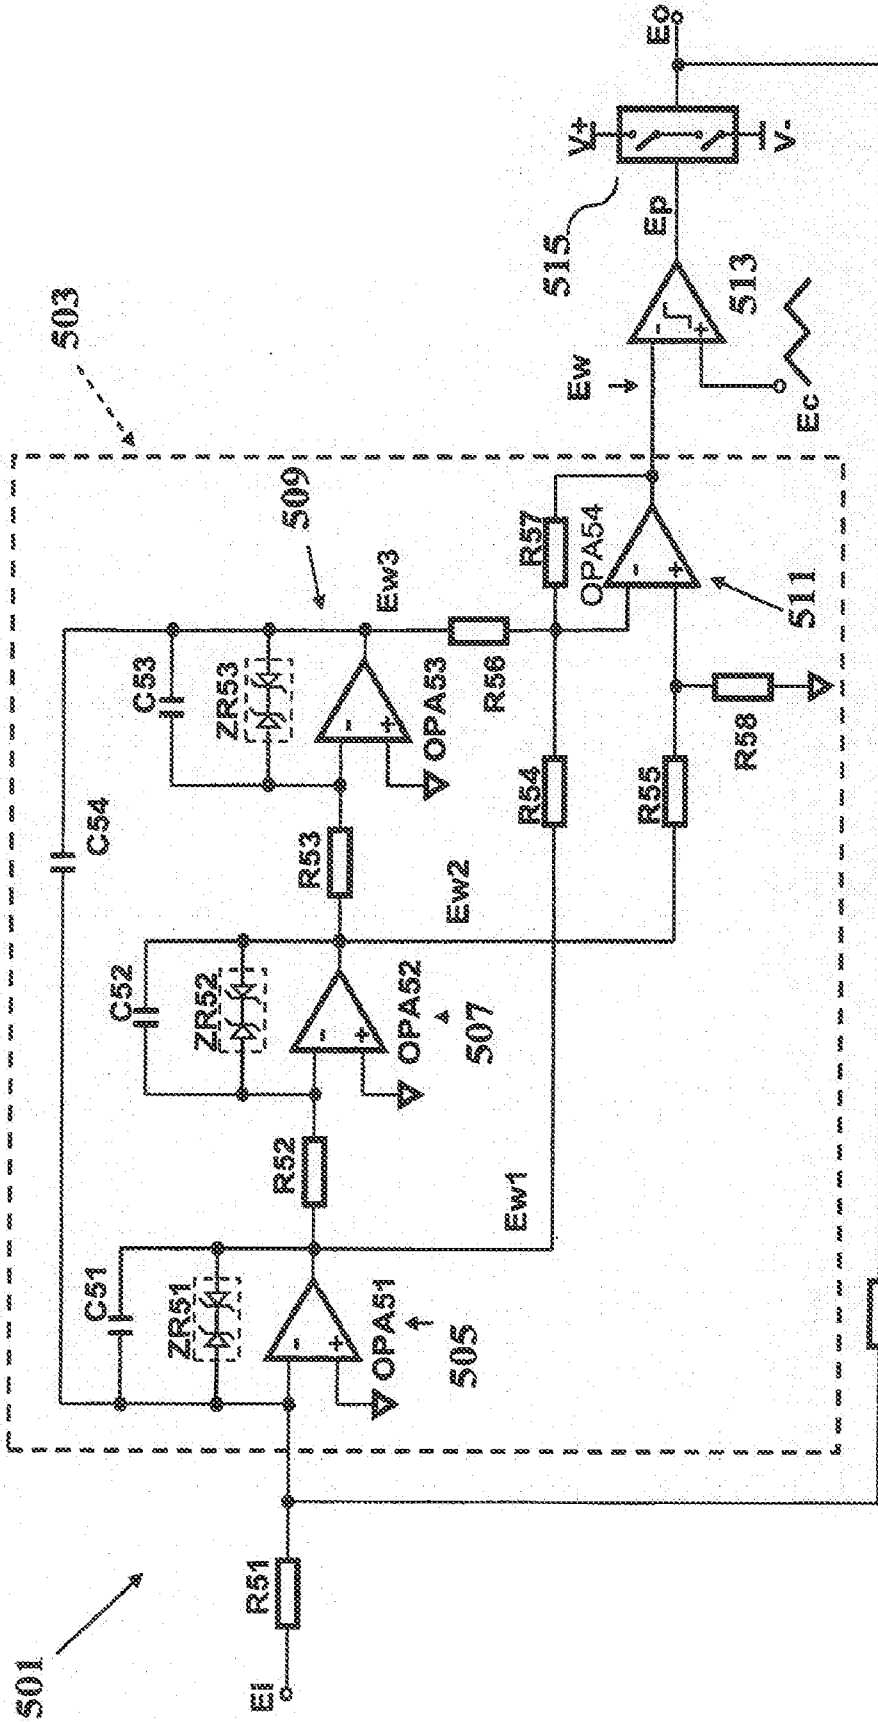 501
503
Ei
R51
C51
ZR51
OPA51
505
Ew1
R52
C52
ZR52
OPA52
507
Ew2
C54
R53
C53
ZR53
OPA53
Ew3
509
R54
R55
R56
R57
R58
OPA54
511
Ew
Ec
513
Ep
515
V+
V-
Eo
-
+
-
+
-
+
-
+
-
+